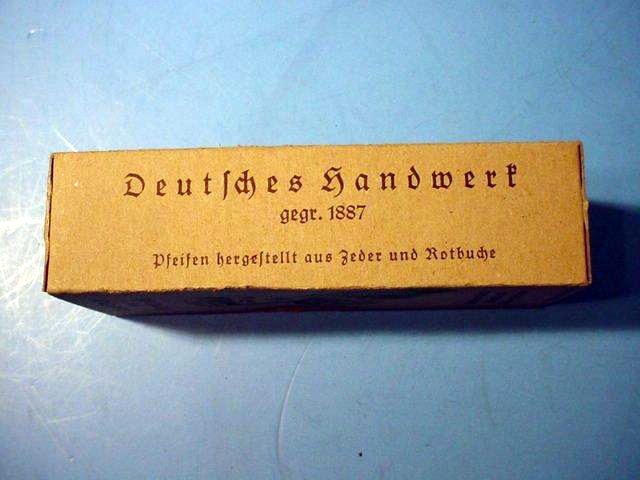 Deutſches Handwerk
gegr. 1887
Pfeifen hergeſtellt aus Zeder und Rotbuche